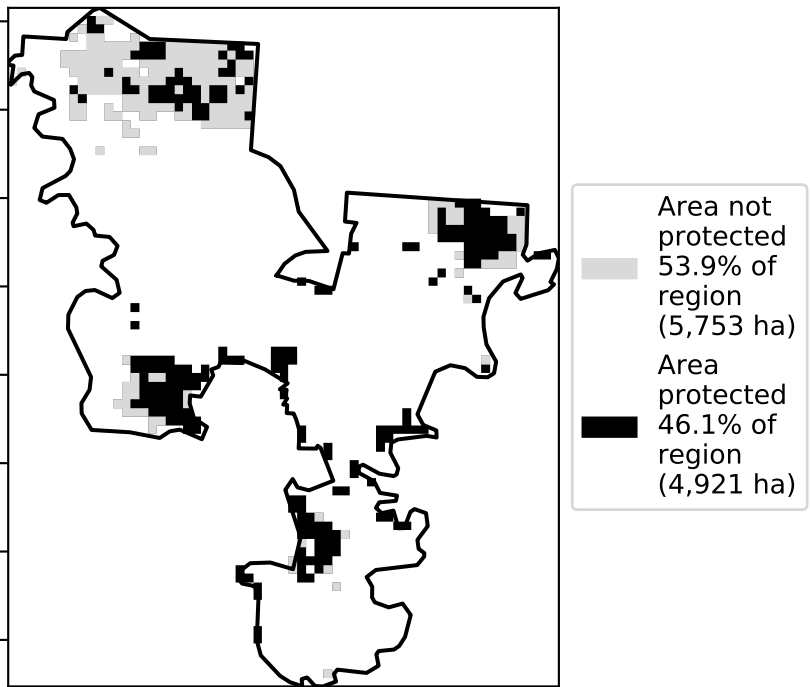 Area not
protected
53.9% of
region
(5,753 ha)
Area
protected
46.1% of
region
(4,921 ha)